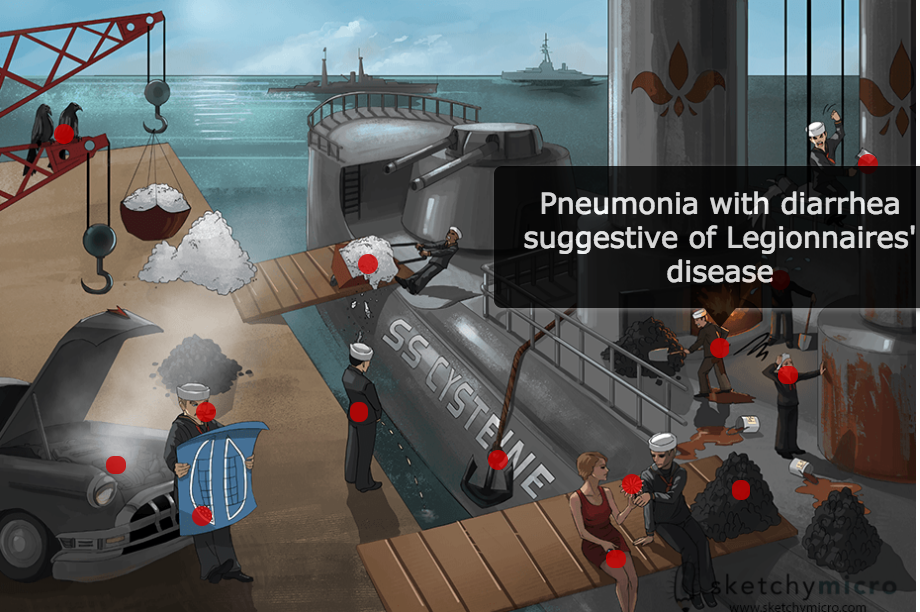 Pneumonia with diarrhea
suggestive of Legionnaires'
disease
SS CYSTEINE
sketchymicro
www.sketchymicro.com